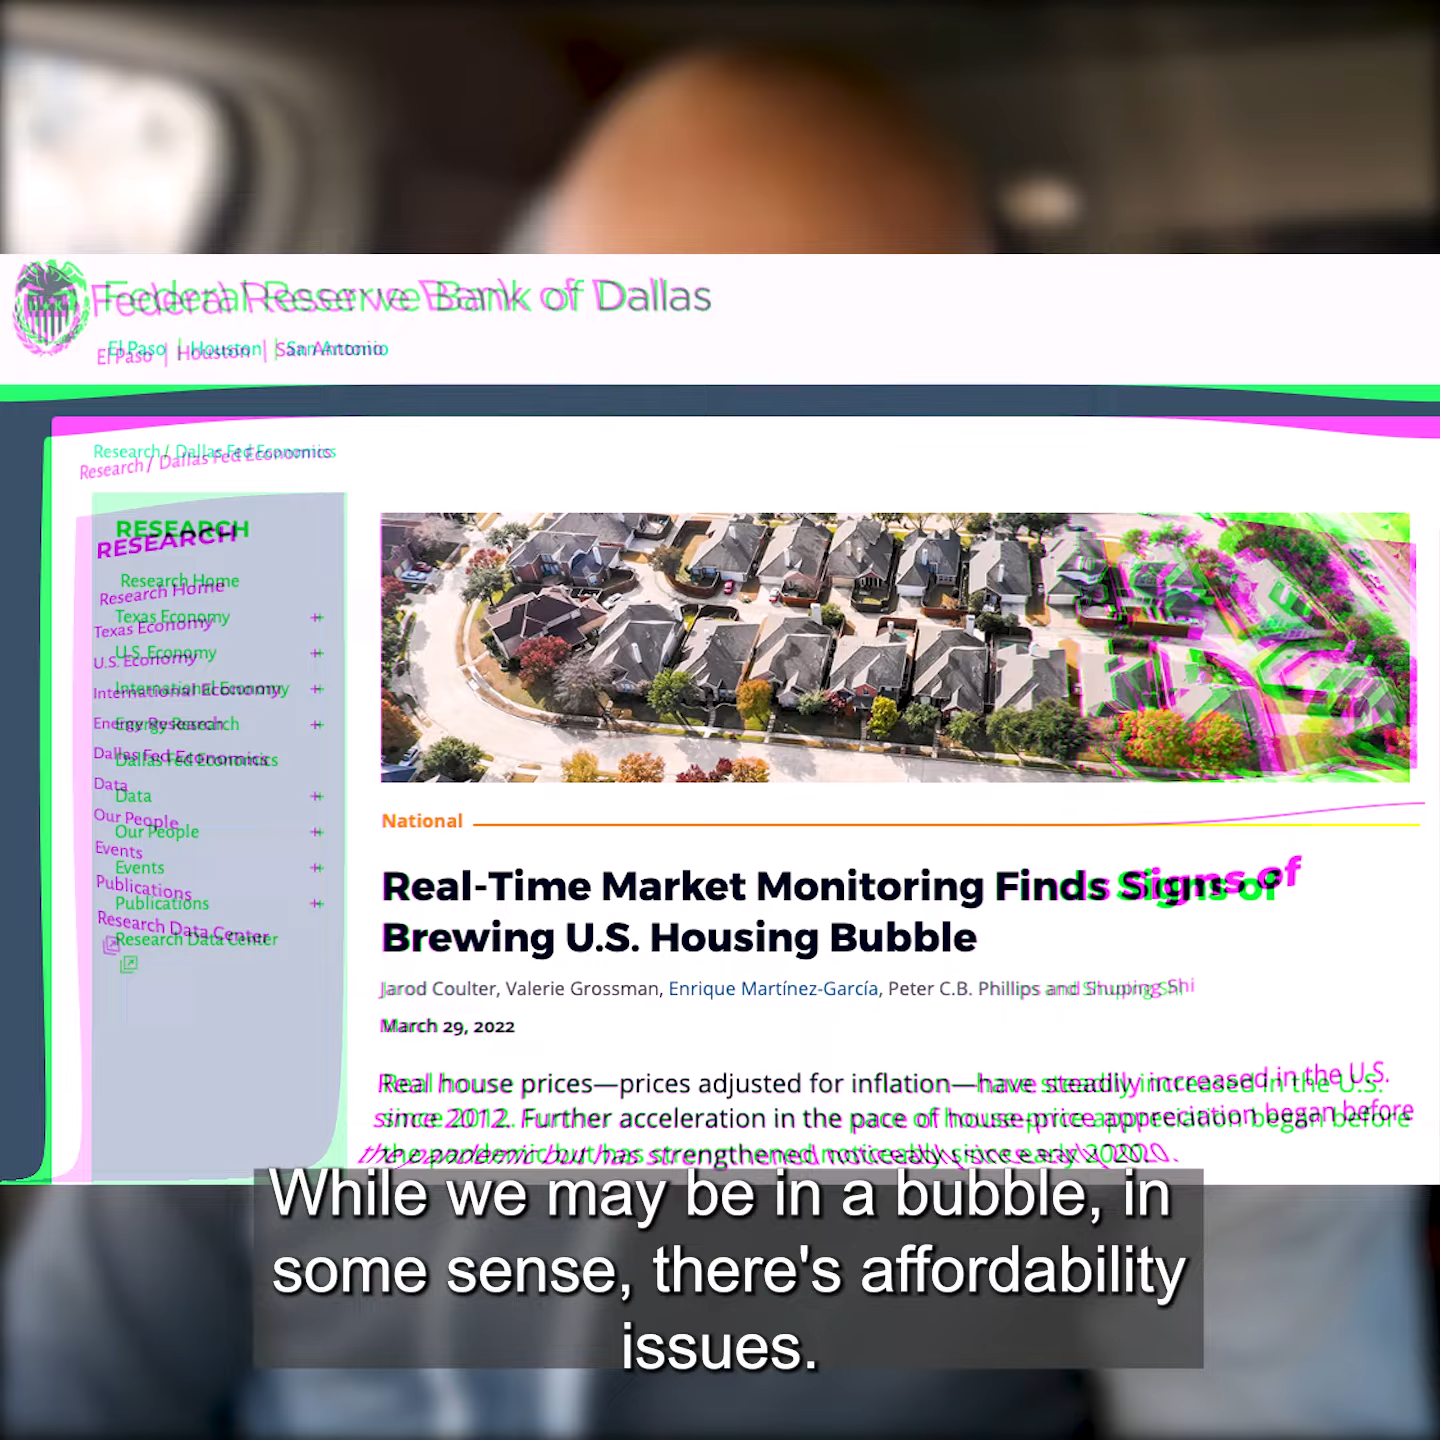 Federal Reserve Bank of Dallas
El Paso | Houston | San Antonio
Research / Dallas Fed Economics
RESEARCH
Research Home
Texas Economy +
U.S. Economy +
International Economy +
Energy Research +
Dallas Fed Economics
Data +
Our People +
Events +
Publications +
Research Data Center
National
Real-Time Market Monitoring Finds Signs of
Brewing U.S. Housing Bubble
Jarod Coulter, Valerie Grossman, Enrique Martínez-García, Peter C.B. Phillips and Shuping Shi
March 29, 2022
Real house prices—prices adjusted for inflation—have steadily increased in the U.S.
since 2012. Further acceleration in the pace of house-price appreciation began before
the pandemic but has strengthened noticeably since early 2020.
While we may be in a bubble, in
some sense, there's affordability
issues.